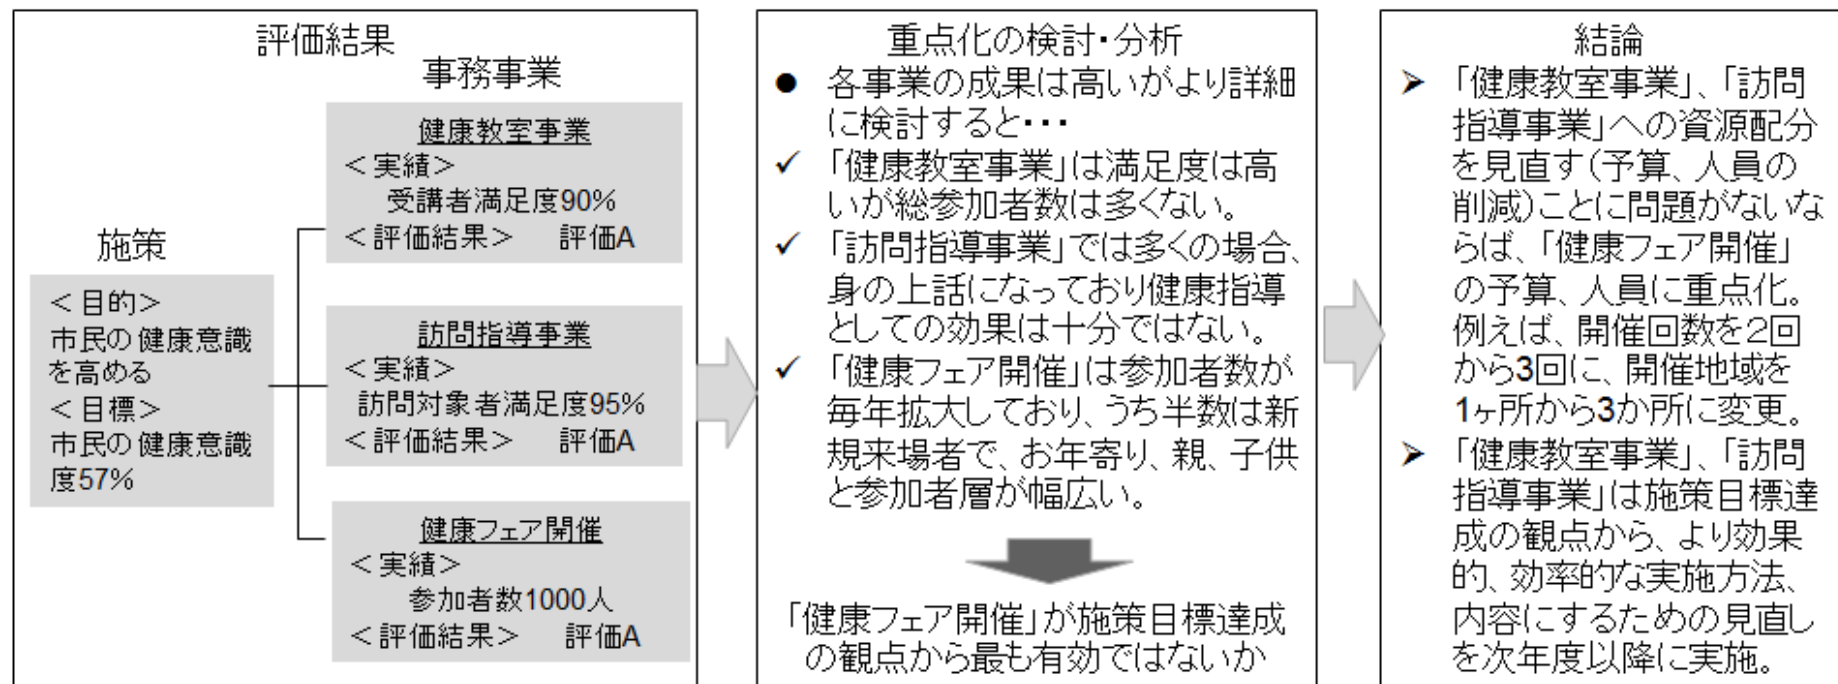 評価結果
事務事業
健康教室事業
＜実績＞
受講者満足度90%
＜評価結果＞ 評価A
施策
＜目的＞
市民の健康意識
を高める
＜目標＞
市民の健康意識
度57%
訪問指導事業
＜実績＞
訪問対象者満足度95%
＜評価結果＞ 評価A
健康フェア開催
＜実績＞
参加者数1000人
＜評価結果＞ 評価A
重点化の検討・分析
● 各事業の成果は高いがより詳細
に検討すると・・・
✓ 「健康教室事業」は満足度は高
いが総参加者数は多くない。
✓ 「訪問指導事業」では多くの場合、
身の上話になっており健康指導
としての効果は十分ではない。
✓ 「健康フェア開催」は参加者数が
毎年拡大しており、うち半数は新
規来場者で、お年寄り、親、子供
と参加者層が幅広い。
「健康フェア開催」が施策目標達成
の観点から最も有効ではないか
結論
➢ 「健康教室事業」、「訪問
指導事業」への資源配分
を見直す(予算、人員の
削減)ことに問題がないな
らば、「健康フェア開催」
の予算、人員に重点化。
例えば、開催回数を２回
から3回に、開催地域を
1ヶ所から3か所に変更。
➢ 「健康教室事業」、「訪問
指導事業」は施策目標達
成の観点から、より効果
的、効率的な実施方法、
内容にするための見直し
を次年度以降に実施。